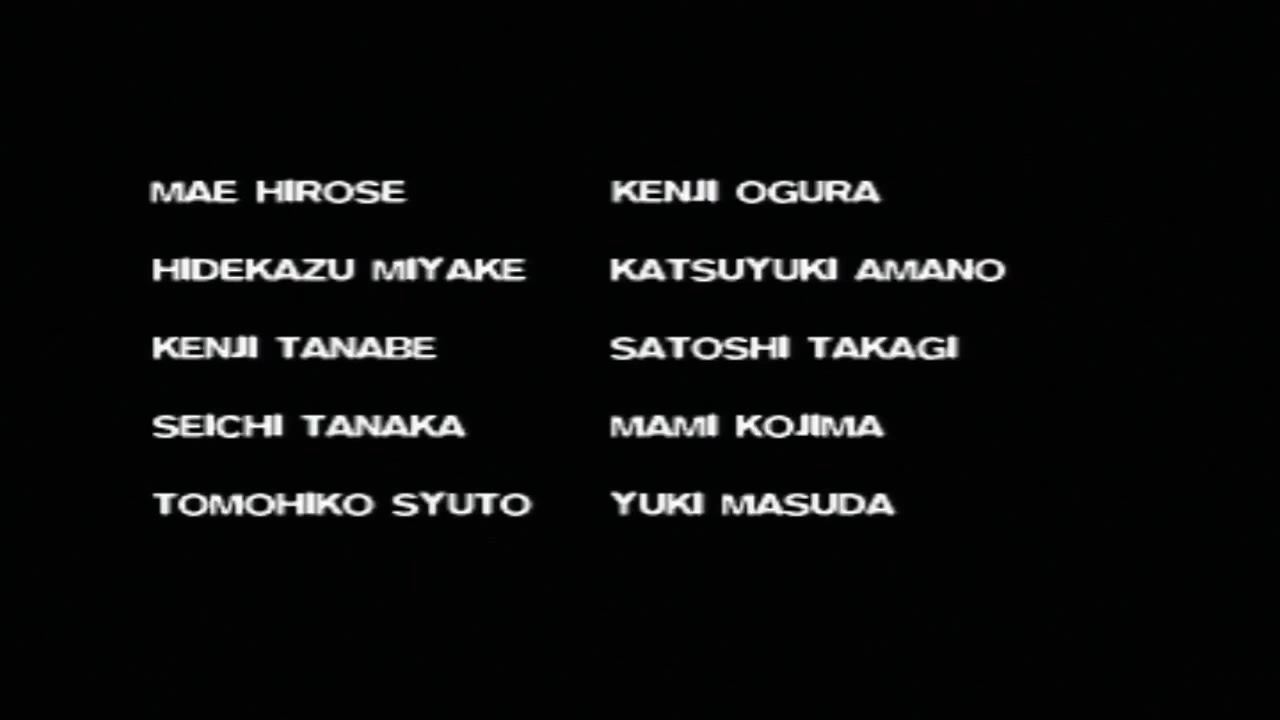 MAE HIROSE KENJI OGURA
HIDEKAZU MIYAKE KATSUYUKI AMANO
KENJI TANABE SATOSHI TAKAGI
SEICHI TANAKA MAMI KOJIMA
TOMOHIKO SYUTO YUKI MASUDA